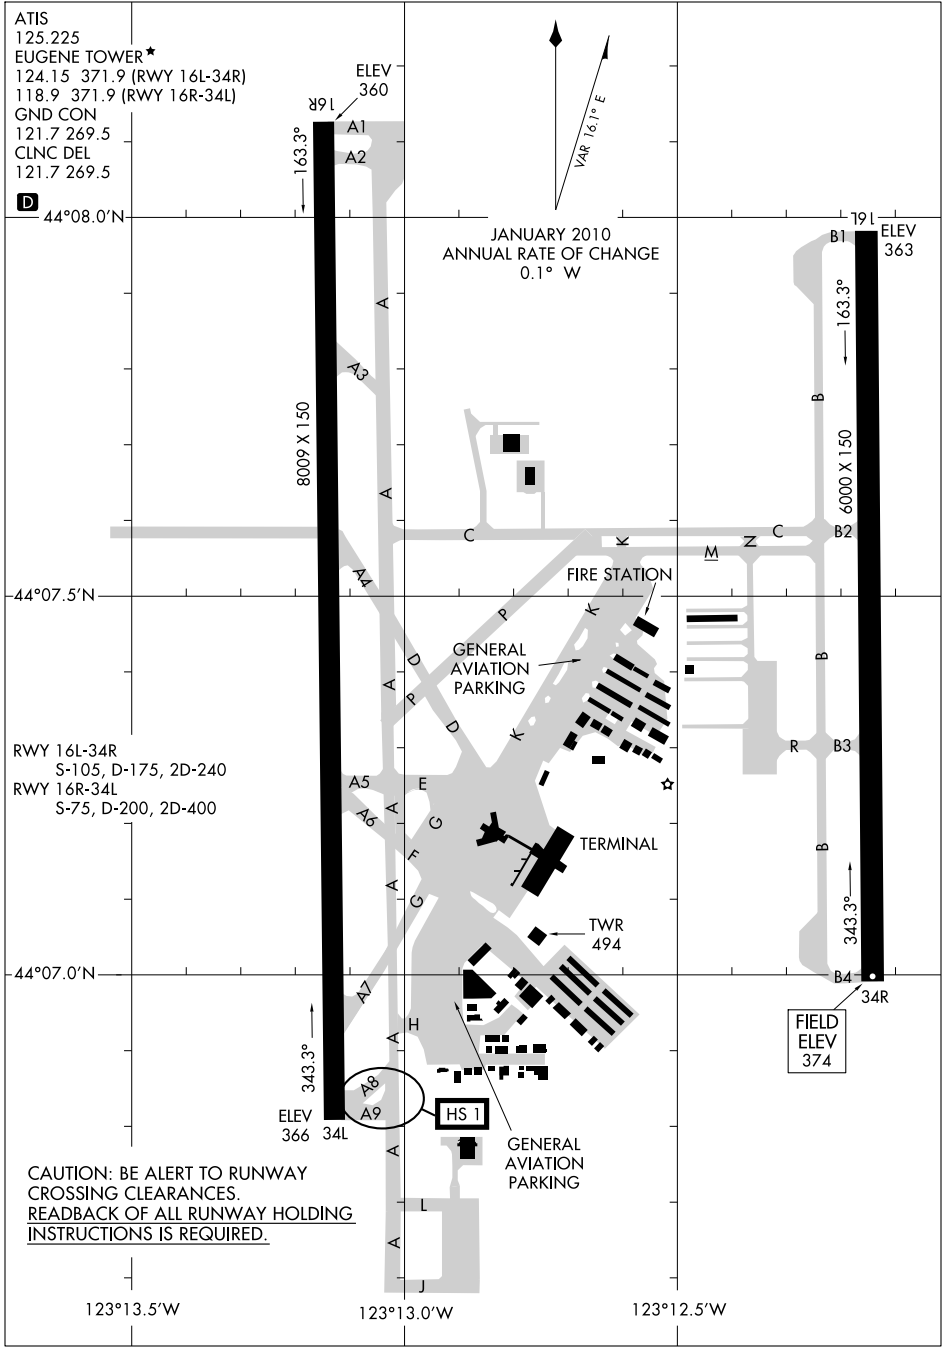 ATIS
125.225
EUGENE TOWER
124.15 371.9 (RWY 16L-34R)
118.9 371.9 (RWY 16R-34L)
GND CON
121.7 269.5
CLNC DEL
121.7 269.5
D
ELEV
360
16R
A1
A2
163.3°
VAR 16.1° E
44°08.0'N
JANUARY 2010
ANNUAL RATE OF CHANGE
0.1° W
16L
B1
ELEV
363
163.3°
A
A3
B
8009 X 150
6000 X 150
A
C
K
N
C
B2
M
A4
FIRE STATION
44°07.5'N
P
K
GENERAL
AVIATION
PARKING
D
B
A
P
D
K
RWY 16L-34R
S-105, D-175, 2D-240
RWY 16R-34L
S-75, D-200, 2D-400
R
B3
A5
E
A
A6
G
F
TERMINAL
B
A
G
TWR
494
343.3°
44°07.0'N
B4
A7
34R
H
A
FIELD
ELEV
374
343.3°
A8
A9
HS 1
ELEV
366
34L
GENERAL
AVIATION
PARKING
A
CAUTION: BE ALERT TO RUNWAY
CROSSING CLEARANCES.
READBACK OF ALL RUNWAY HOLDING
INSTRUCTIONS IS REQUIRED.
L
A
J
123°13.5'W
123°13.0'W
123°12.5'W